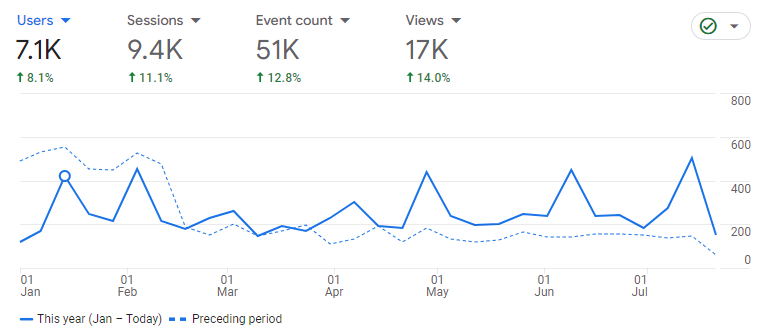 Users Sessions Event count Views
7.1K 9.4K 51K 17K
8.1% 11.1% 12.8% 14.0%
800
600
400
200
0
01 01 01 01 01 01 01
Jan Feb Mar Apr May Jun Jul
This year (Jan – Today) Preceding period